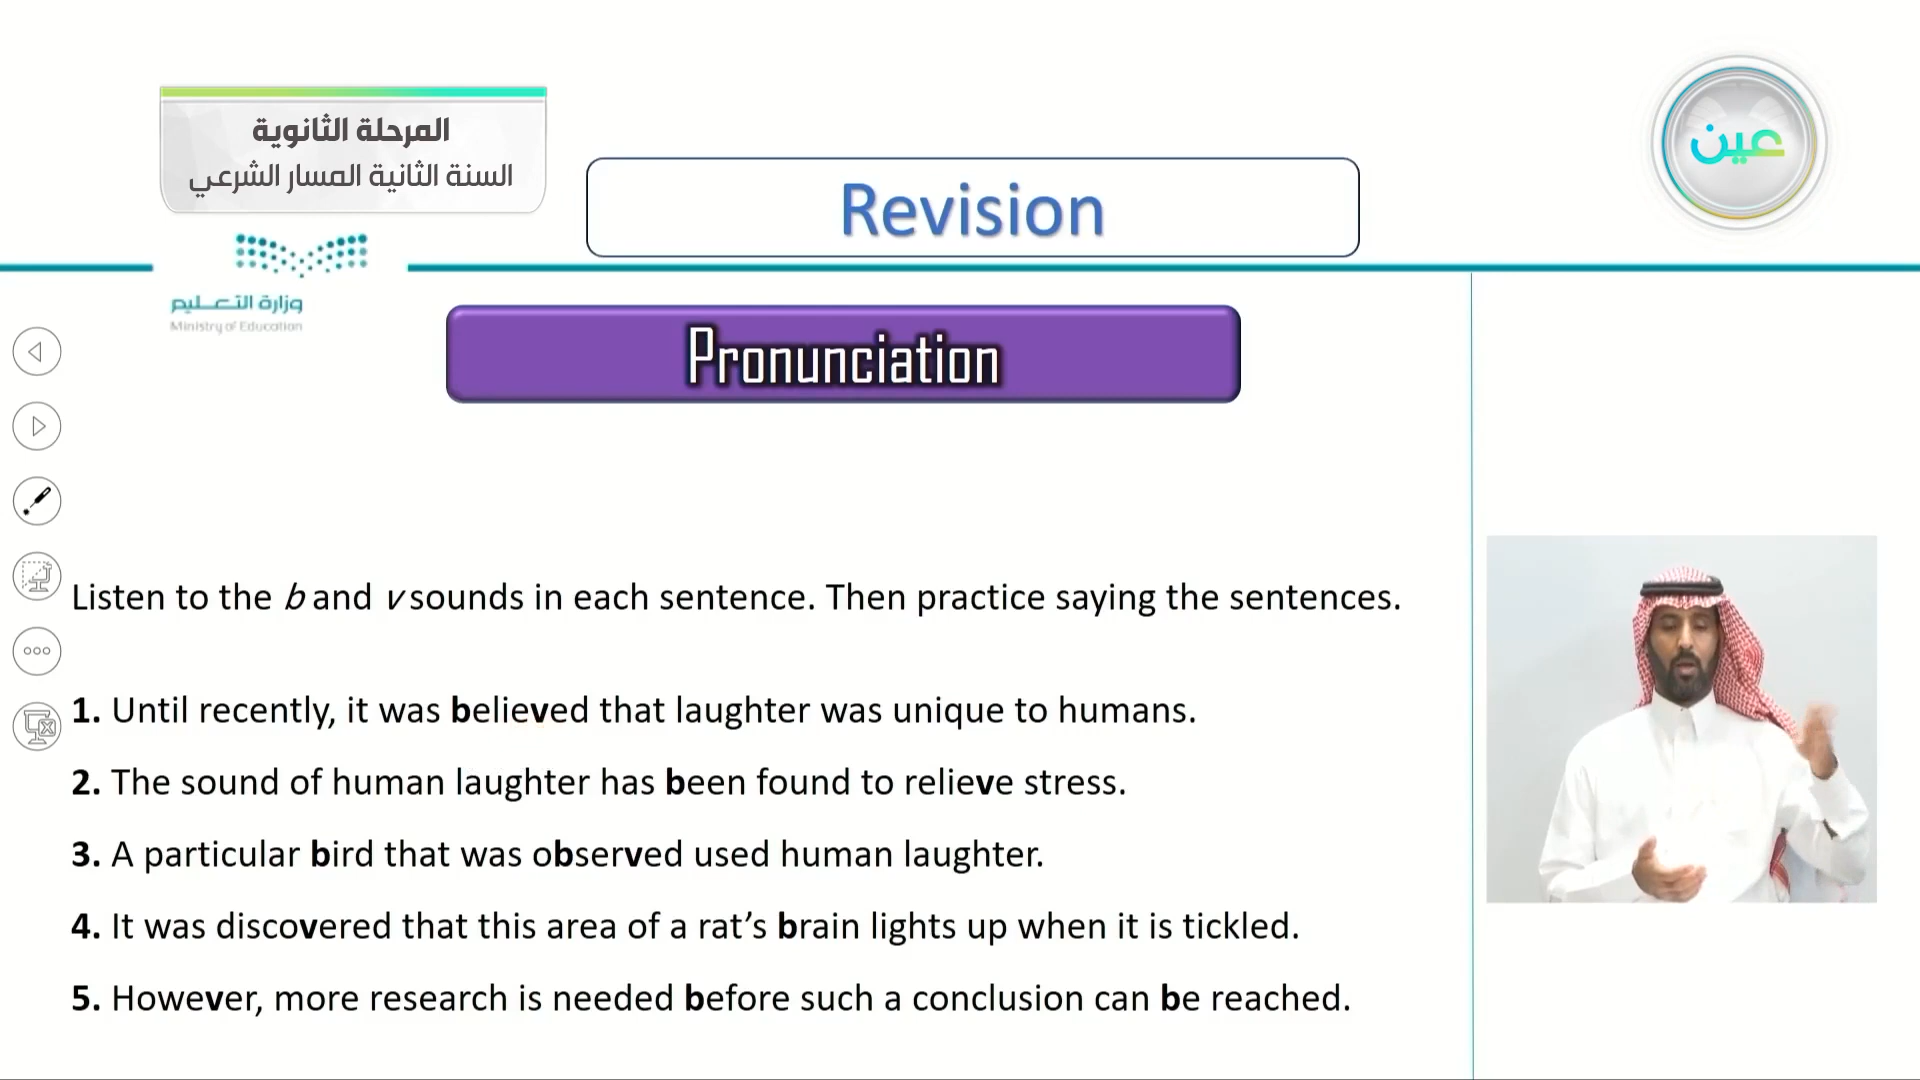 المرحلة الثانوية
السنة الثانية المسار الشرعي
عين
Revision
وزارة التعليم
Ministry of Education
Pronunciation
Listen to the b and v sounds in each sentence. Then practice saying the sentences.
1. Until recently, it was believed that laughter was unique to humans.
2. The sound of human laughter has been found to relieve stress.
3. A particular bird that was observed used human laughter.
4. It was discovered that this area of a rat’s brain lights up when it is tickled.
5. However, more research is needed before such a conclusion can be reached.